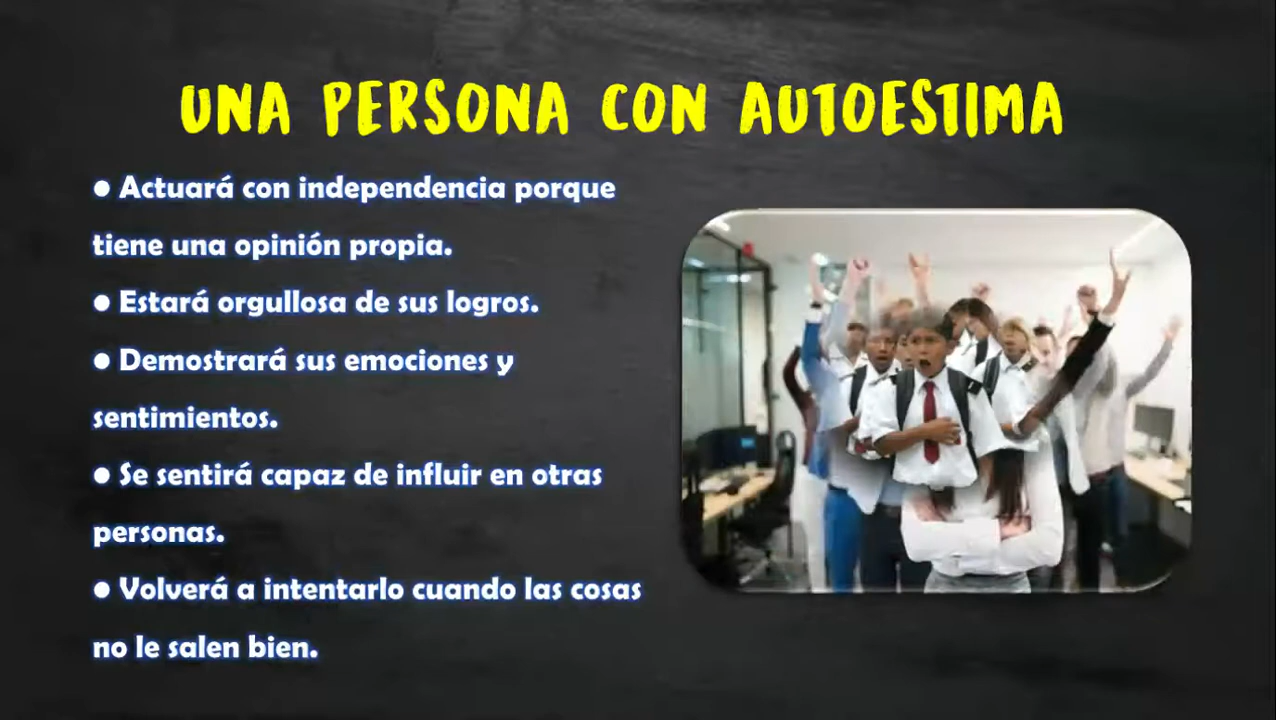 UNA PERSONA CON AUTOESTIMA
● Actuará con independencia porque
tiene una opinión propia.
● Estará orgullosa de sus logros.
● Demostrará sus emociones y
sentimientos.
● Se sentirá capaz de influir en otras
personas.
● Volverá a intentarlo cuando las cosas
no le salen bien.